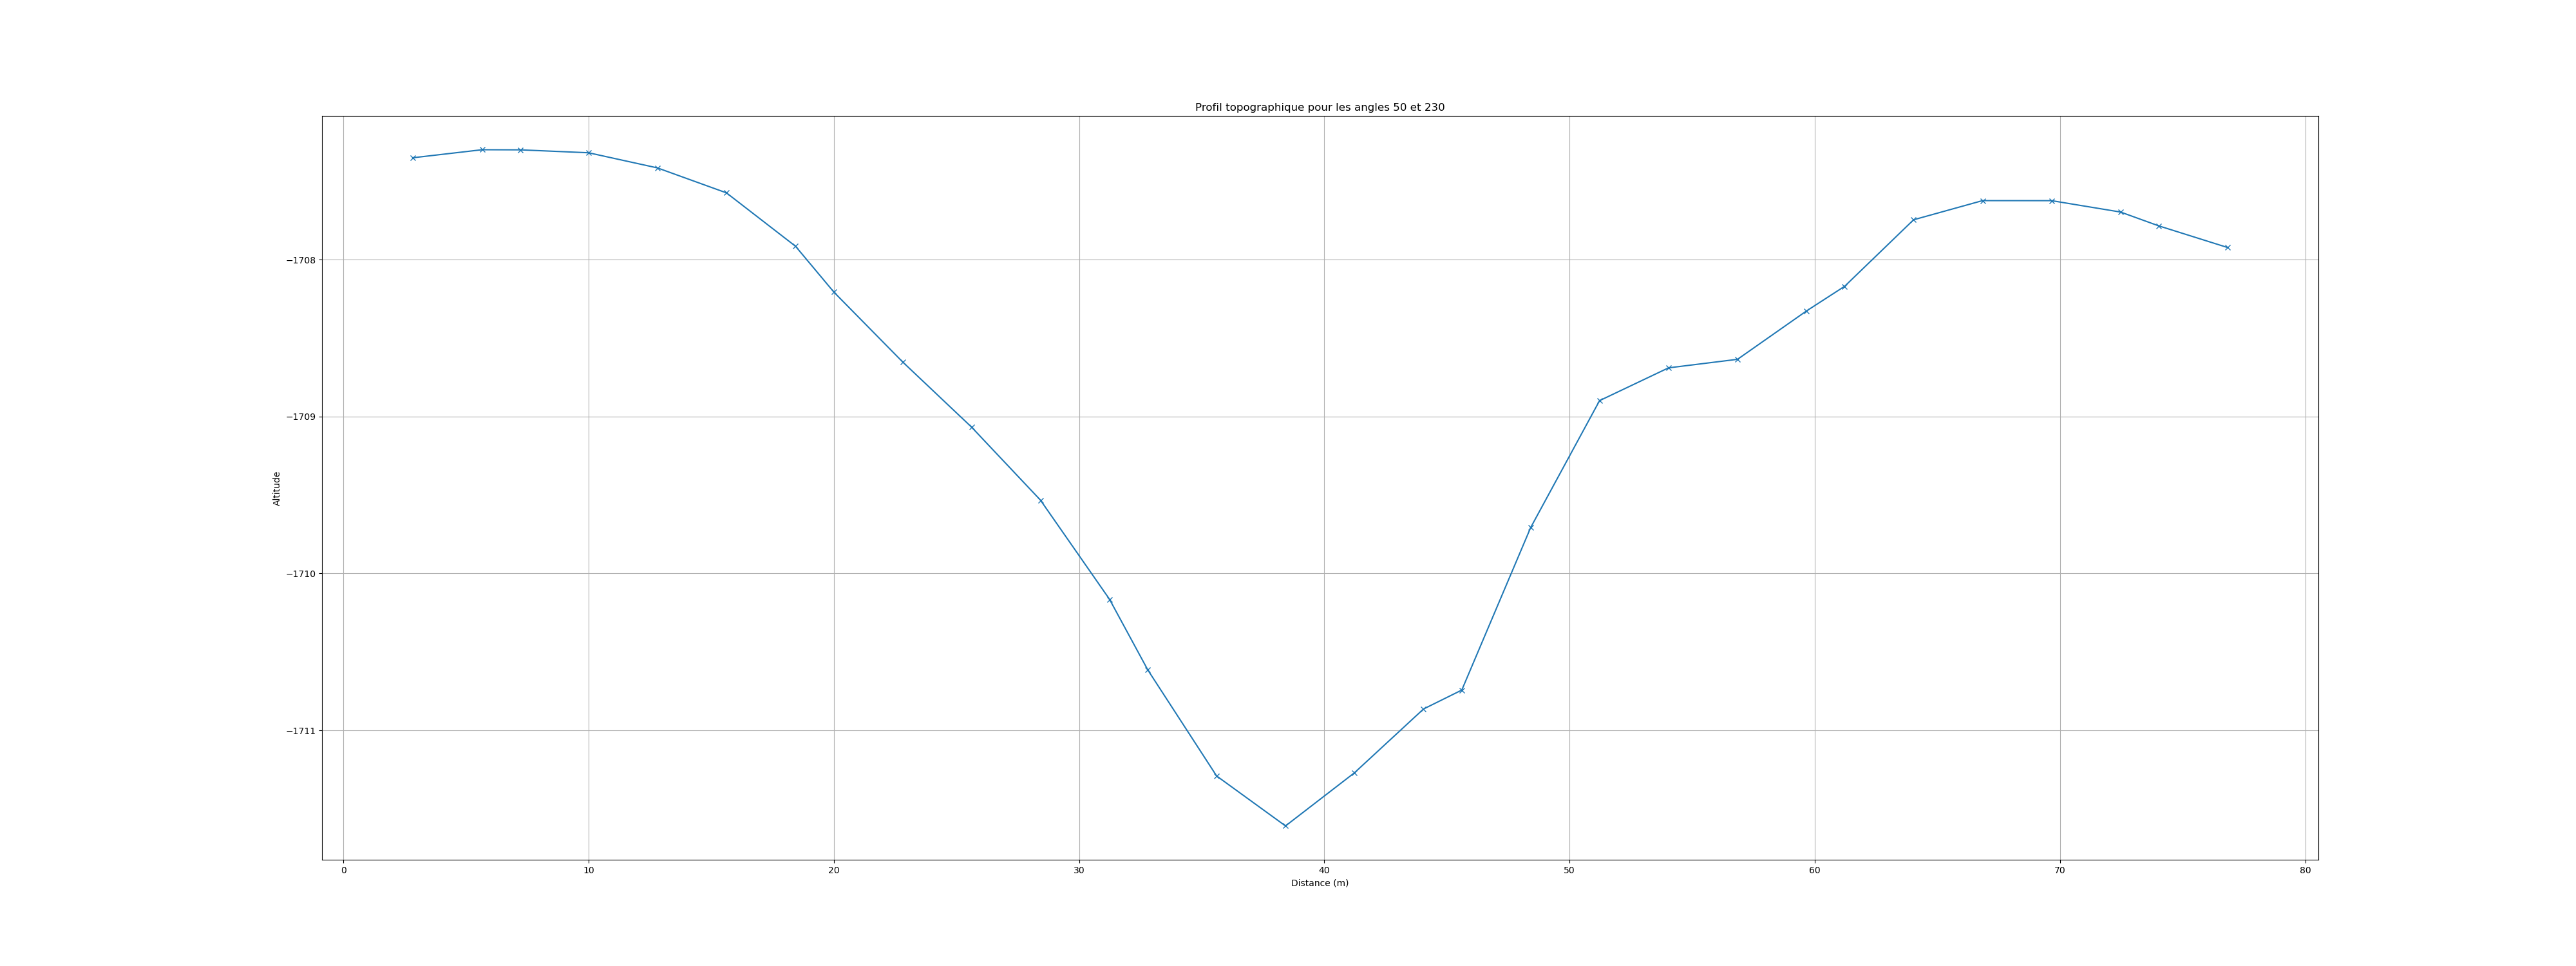 Profil topographique pour les angles 50 et 230
Altitude
−1708
−1709
−1710
−1711
0 10 20 30 40 50 60 70 80
Distance (m)